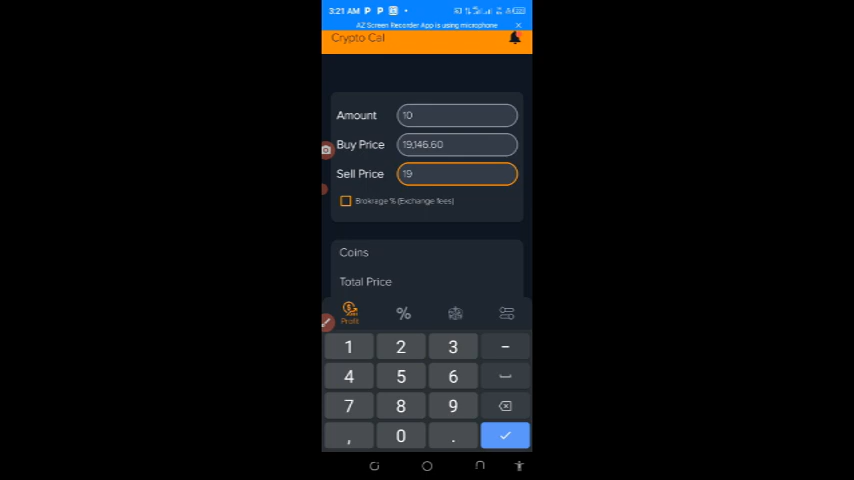 3:21 AM P P
AZ Screen Recorder App is using microphone
Crypto Cal
Amount 10
Buy Price 19,146.60
Sell Price 19
Brokrage % (Exchange fees)
Coins
Total Price
Profit %
1 2 3 -
4 5 6
7 8 9
, 0 .